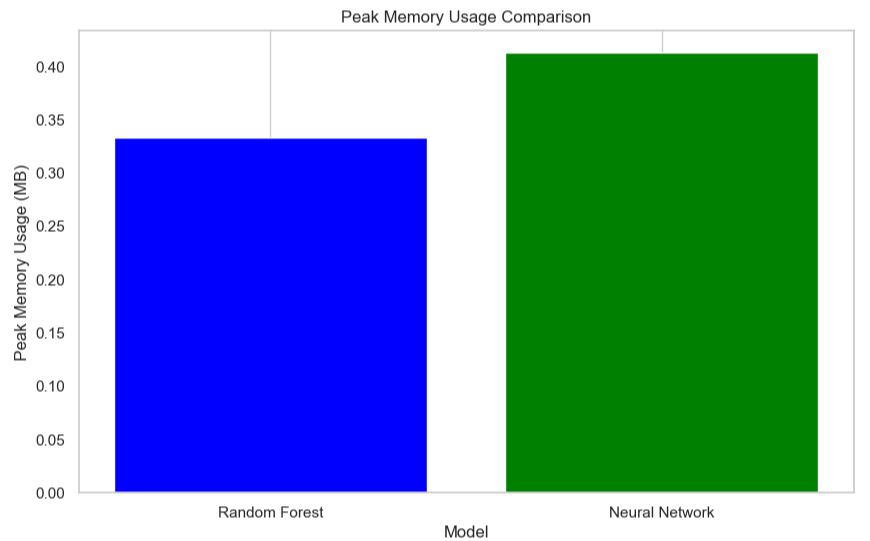 Peak Memory Usage Comparison
Peak Memory Usage (MB)
0.40
0.35
0.30
0.25
0.20
0.15
0.10
0.05
0.00
Random Forest
Neural Network
Model